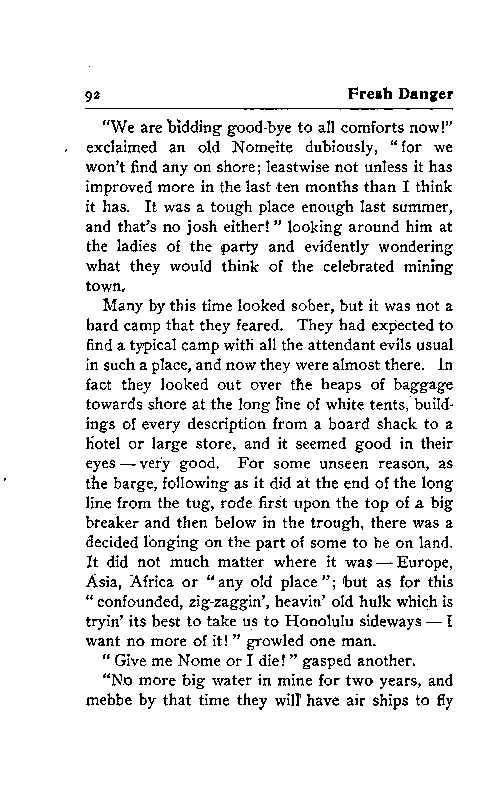 92 Fresh Danger
"We are bidding good-bye to all comforts now!"
exclaimed an old Nomeite dubiously, "for we
won't find any on shore; leastwise not unless it has
improved more in the last ten months than I think
it has. It was a tough place enough last summer,
and that's no josh either!" looking around him at
the ladies of the party and evidently wondering
what they would think of the celebrated mining
town.
Many by this time looked sober, but it was not a
hard camp that they feared. They had expected to
find a typical camp with all the attendant evils usual
in such a place, and now they were almost there. In
fact they looked out over the heaps of baggage
towards shore at the long line of white tents, build-
ings of every description from a board shack to a
hotel or large store, and it seemed good in their
eyes — very good. For some unseen reason, as
the barge, following as it did at the end of the long
line from the tug, rode first upon the top of a big
breaker and then below in the trough, there was a
decided longing on the part of some to be on land.
It did not much matter where it was — Europe,
Asia, Africa or "any old place"; but as for this
"confounded, zig-zaggin', heavin' old hulk which is
tryin' its best to take us to Honolulu sideways — I
want no more of it!" growled one man.
"Give me Nome or I die!" gasped another.
"No more big water in mine for two years, and
mebbe by that time they will have air ships to fly